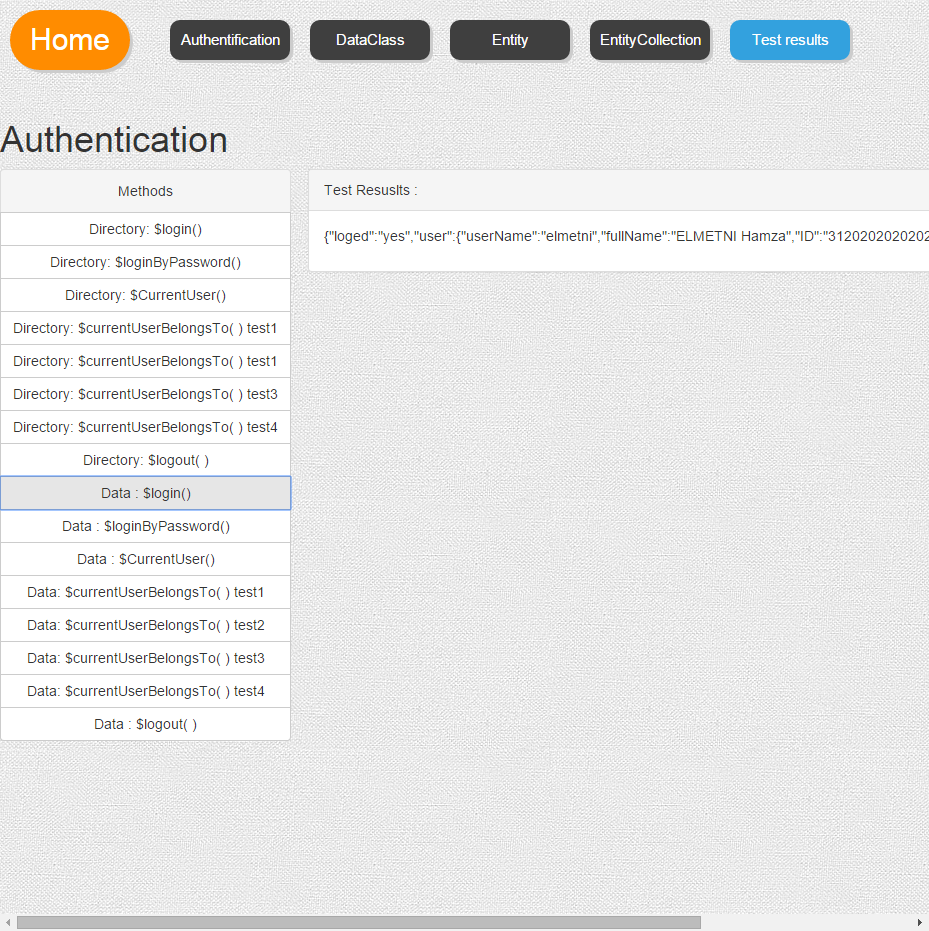 Home
Authentification
DataClass
Entity
EntityCollection
Test results
Authentication
Methods
Directory: $login()
Directory: $loginByPassword()
Directory: $CurrentUser()
Directory: $currentUserBelongsTo( ) test1
Directory: $currentUserBelongsTo( ) test1
Directory: $currentUserBelongsTo( ) test3
Directory: $currentUserBelongsTo( ) test4
Directory: $logout( )
Data : $login()
Data : $loginByPassword()
Data : $CurrentUser()
Data: $currentUserBelongsTo( ) test1
Data: $currentUserBelongsTo( ) test2
Data: $currentUserBelongsTo( ) test3
Data: $currentUserBelongsTo( ) test4
Data : $logout( )
Test Resuslts :
{"loged":"yes","user":{"userName":"elmetni","fullName":"ELMETNI Hamza","ID":"3120202020202